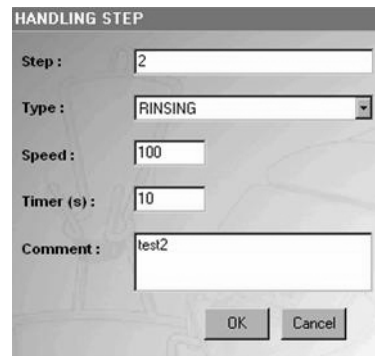 HANDLING STEP
Step : 2
Type : RINSING
Speed : 100
Timer (s) : 10
Comment : test2
OK Cancel